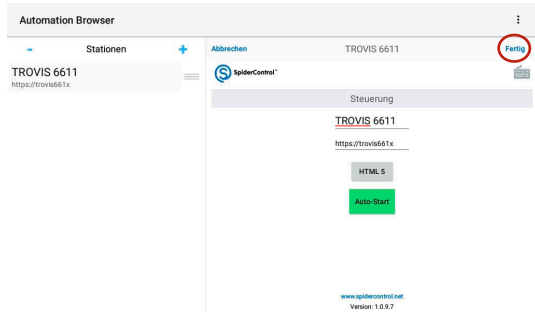 Automation Browser
- Stationen + Abbrechen TROVIS 6611 Fertig
TROVIS 6611
https://trovis661x
SpiderControl™
Steuerung
TROVIS 6611
https://trovis661x
HTML 5
Auto-Start
www.spidercontrol.net
Version: 1.0.9.7